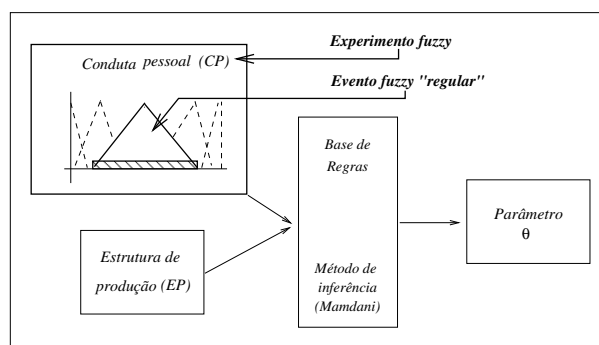 Experimento fuzzy
Conduta pessoal (CP)
Evento fuzzy "regular"
Base de
Regras
Método de
inferência
(Mamdani)
Estrutura de
produção (EP)
Parâmetro
θ